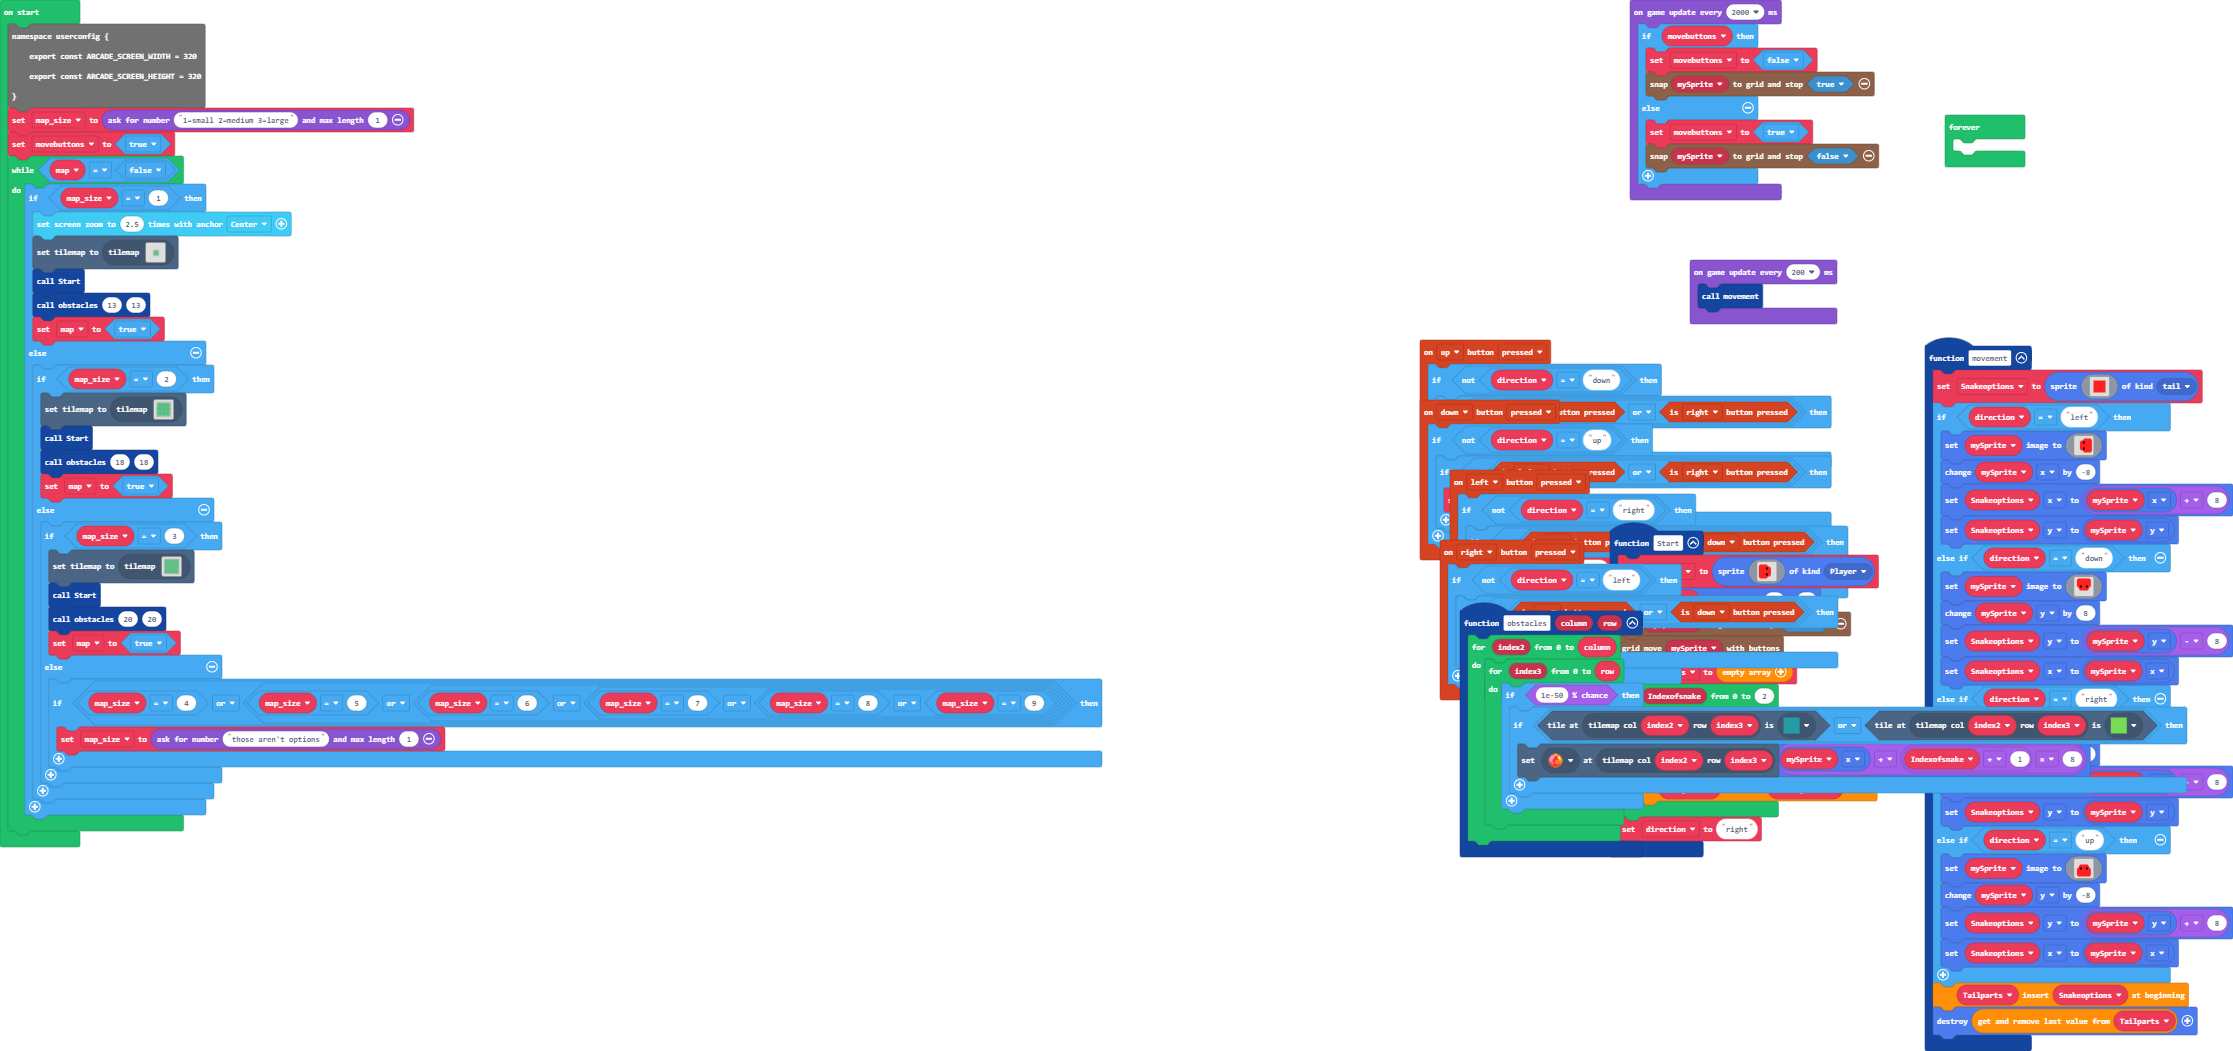 on start
namespace userconfig {
export const ARCADE_SCREEN_WIDTH = 320
export const ARCADE_SCREEN_HEIGHT = 320
}
set map_size to ask for number "1=small 2=medium 3=large" and max length 1
set movebuttons to true
while map = false
do
if map_size = 1 then
set screen zoom to 2.5 times with anchor Center
set tilemap to tilemap
call Start
call obstacles 13 13
set map to true
else
if map_size = 2 then
set tilemap to tilemap
call Start
call obstacles 18 18
set map to true
else
if map_size = 3 then
set tilemap to tilemap
call Start
call obstacles 20 20
set map to true
else
if map_size = 4 or map_size = 5 or map_size = 6 or map_size = 7 or map_size = 8 or map_size = 9 then
set map_size to ask for number "those aren't options" and max length 1
on game update every 2000 ms
if movebuttons then
set movebuttons to false
snap mySprite to grid and stop true
else
set movebuttons to true
snap mySprite to grid and stop false
forever
on game update every 200 ms
call movement
on up button pressed
if not direction = "down" then
on down button pressed
button pressed or is right button pressed then
if not direction = "up" then
if
pressed or is right button pressed then
on left button pressed
if not direction = "right" then
down button pressed then
on right button pressed
if not direction = "left" then
or is down button pressed then
function Start
to sprite of kind Player
grid move mySprite with buttons
to empty array
Indexofsnake from 0 to 2
mySprite x + Indexofsnake + 1 × 8
set direction to "right"
function obstacles column row
for index2 from 0 to column
do
for index3 from 0 to row
do
if 1e-50 % chance then
if tile at tilemap col index2 row index3 is or tile at tilemap col index2 row index3 is then
set at tilemap col index2 row index3
function movement
set Snakeoptions to sprite of kind tail
if direction = "left" then
set mySprite image to
change mySprite x by -8
set Snakeoptions x to mySprite x + 8
set Snakeoptions y to mySprite y
else if direction = "down" then
set mySprite image to
change mySprite y by 8
set Snakeoptions y to mySprite y - 8
set Snakeoptions x to mySprite x
else if direction = "right" then
- 8
set Snakeoptions y to mySprite y
else if direction = "up" then
set mySprite image to
change mySprite y by -8
set Snakeoptions y to mySprite y + 8
set Snakeoptions x to mySprite x
Tailparts insert Snakeoptions at beginning
destroy get and remove last value from Tailparts